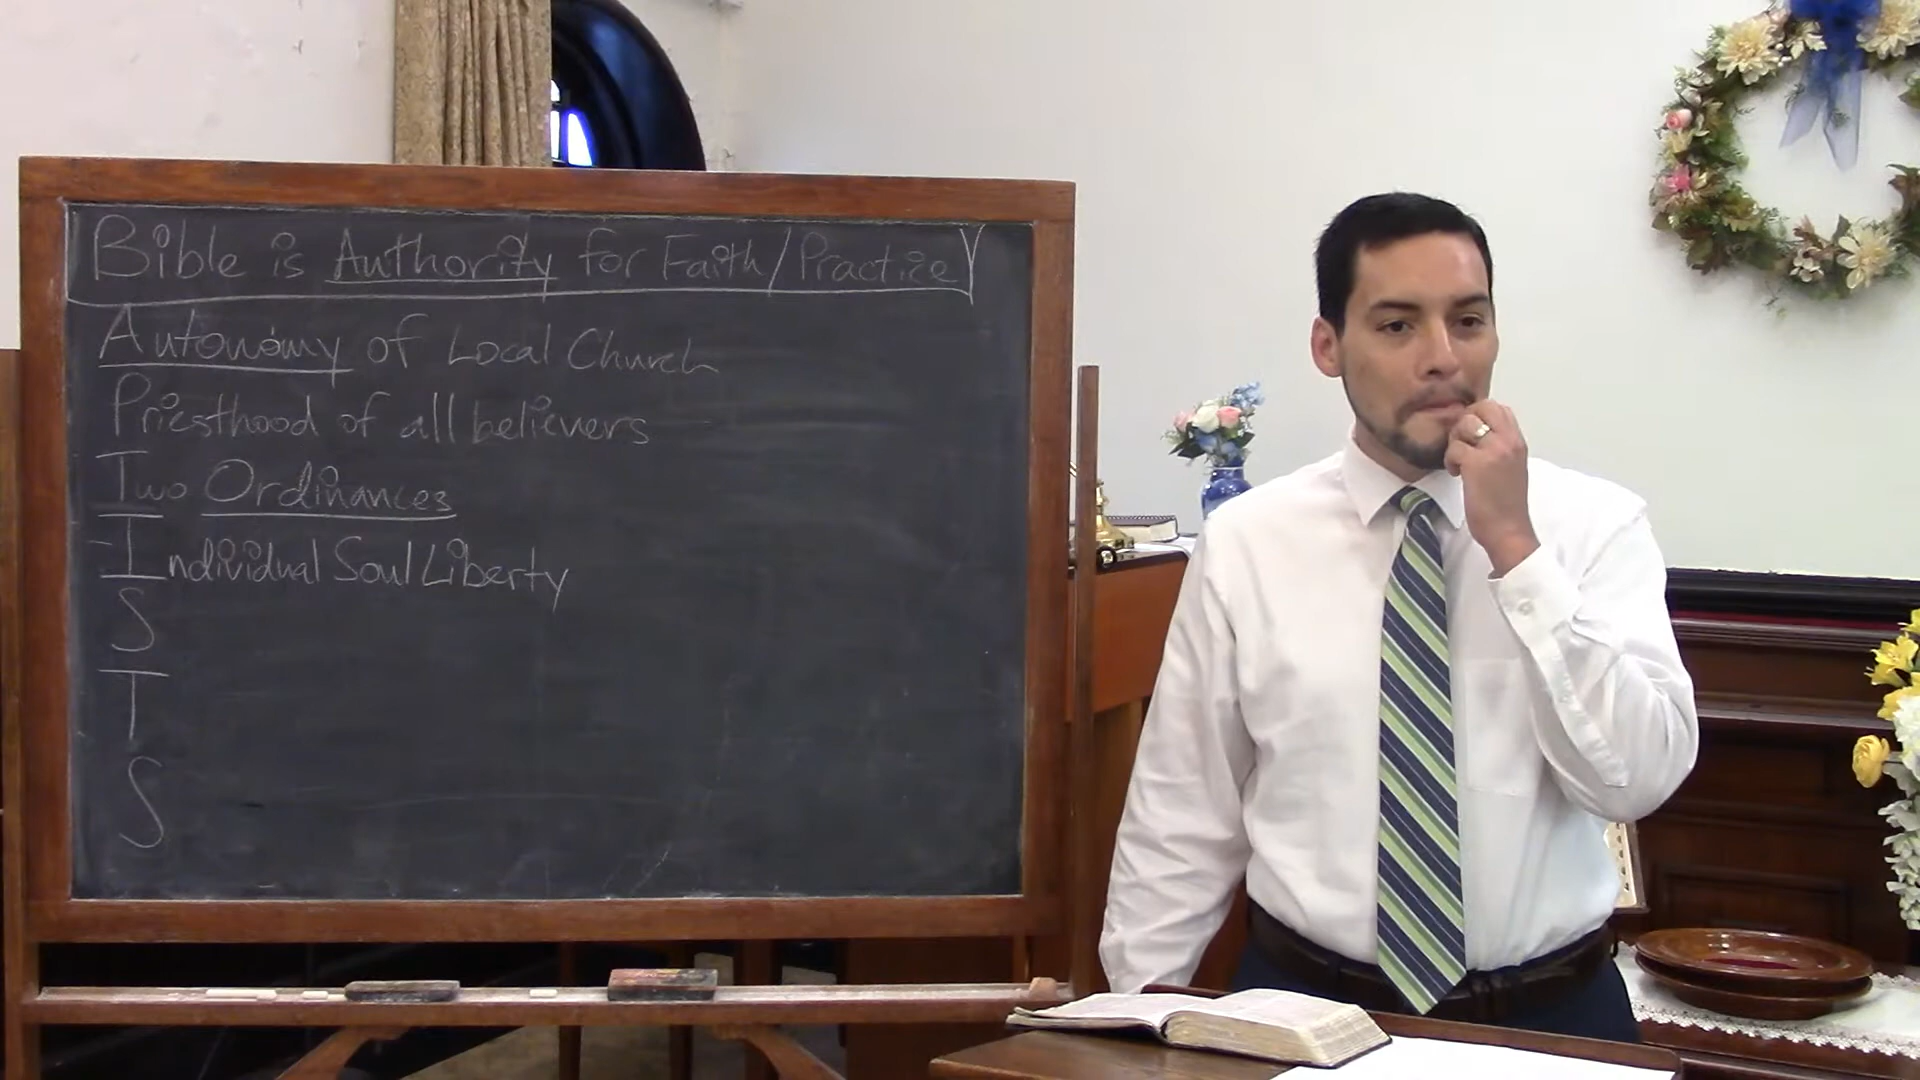 Bible is Authority for Faith/Practice
Autonomy of Local Church
Priesthood of all believers
Two Ordinances
Individual Soul Liberty
S
T
S